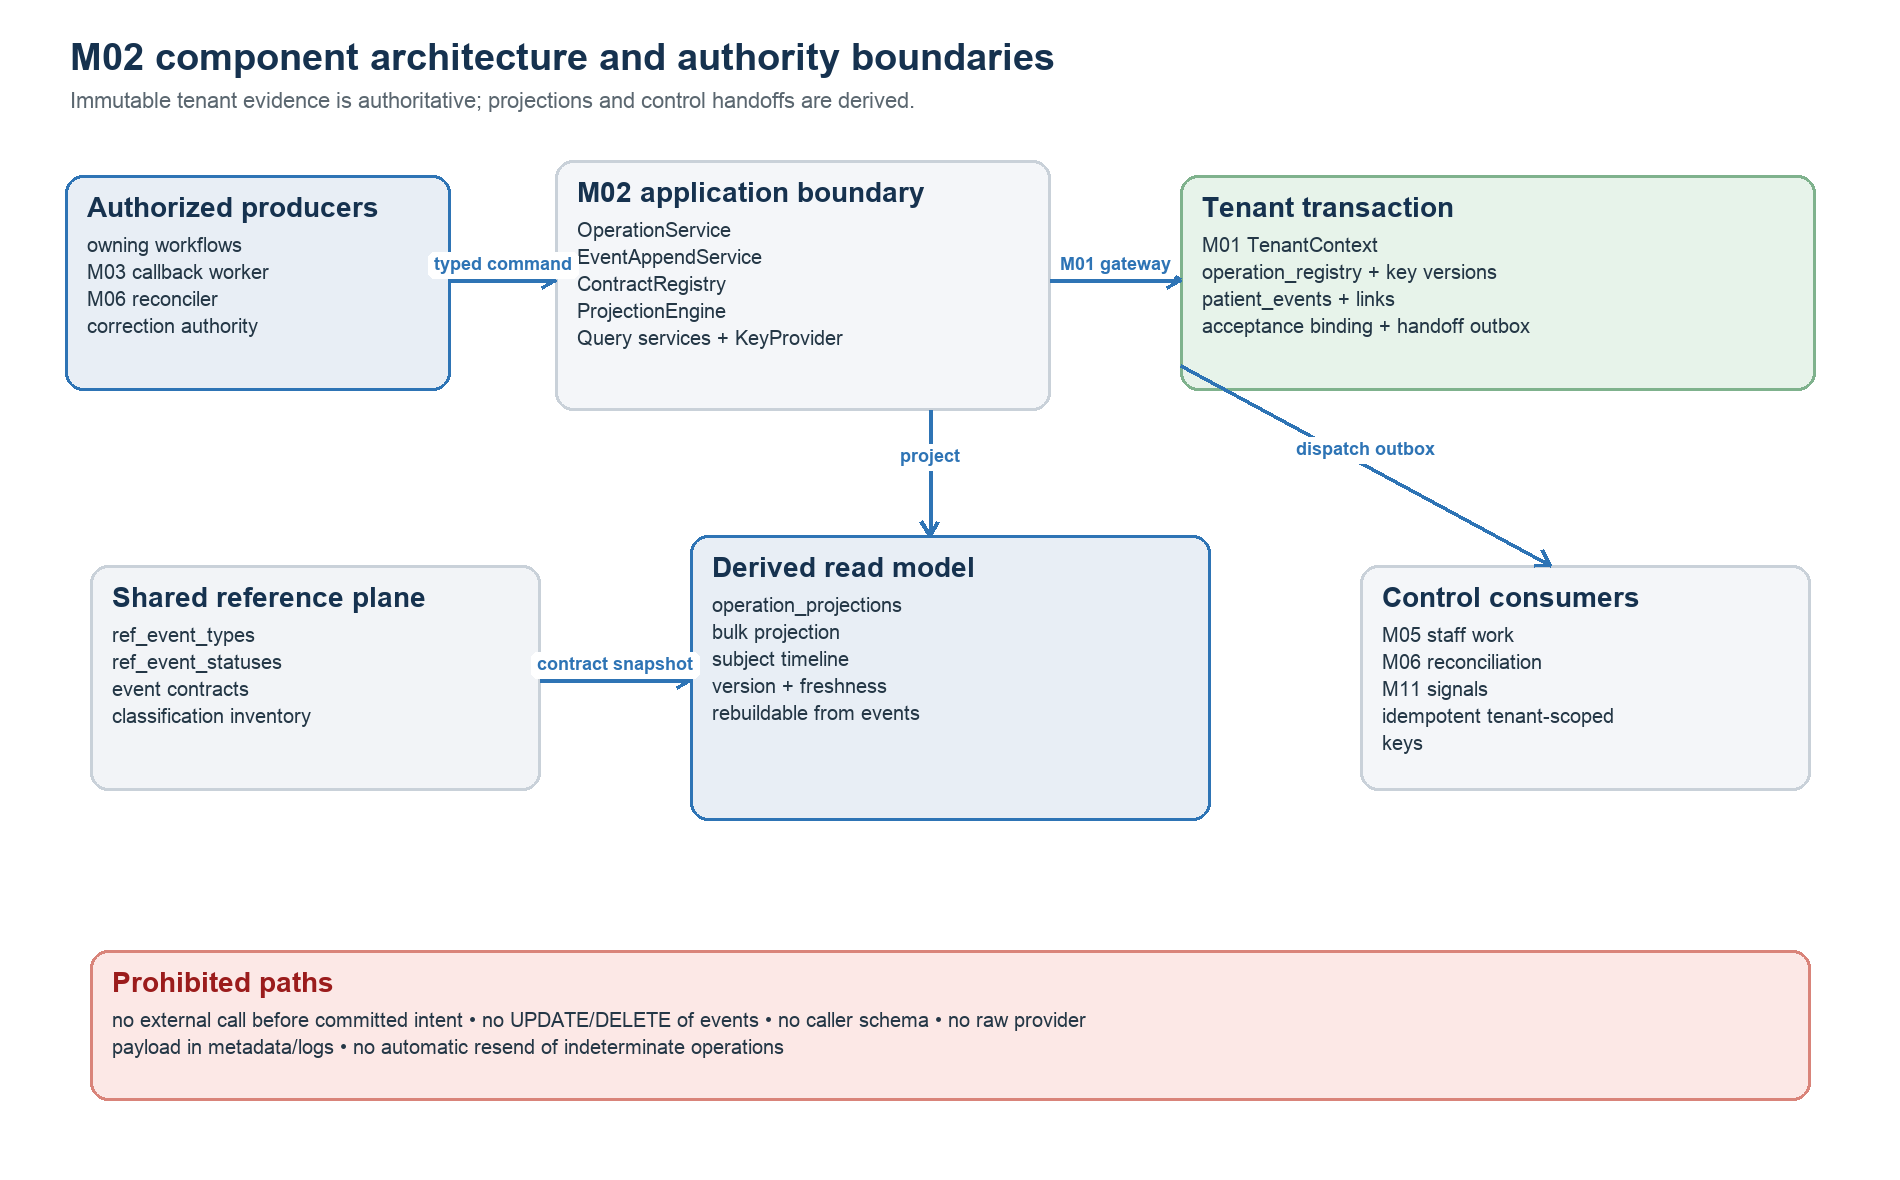 M02 component architecture and authority boundaries
Immutable tenant evidence is authoritative; projections and control handoffs are derived.
Authorized producers
owning workflows
M03 callback worker
M06 reconciler
correction authority
typed command
M02 application boundary
OperationService
EventAppendService
ContractRegistry
ProjectionEngine
Query services + KeyProvider
M01 gateway
Tenant transaction
M01 TenantContext
operation_registry + key versions
patient_events + links
acceptance binding + handoff outbox
project
dispatch outbox
Shared reference plane
ref_event_types
ref_event_statuses
event contracts
classification inventory
contract snapshot
Derived read model
operation_projections
bulk projection
subject timeline
version + freshness
rebuildable from events
Control consumers
M05 staff work
M06 reconciliation
M11 signals
idempotent tenant-scoped
keys
Prohibited paths
no external call before committed intent • no UPDATE/DELETE of events • no caller schema • no raw provider
payload in metadata/logs • no automatic resend of indeterminate operations